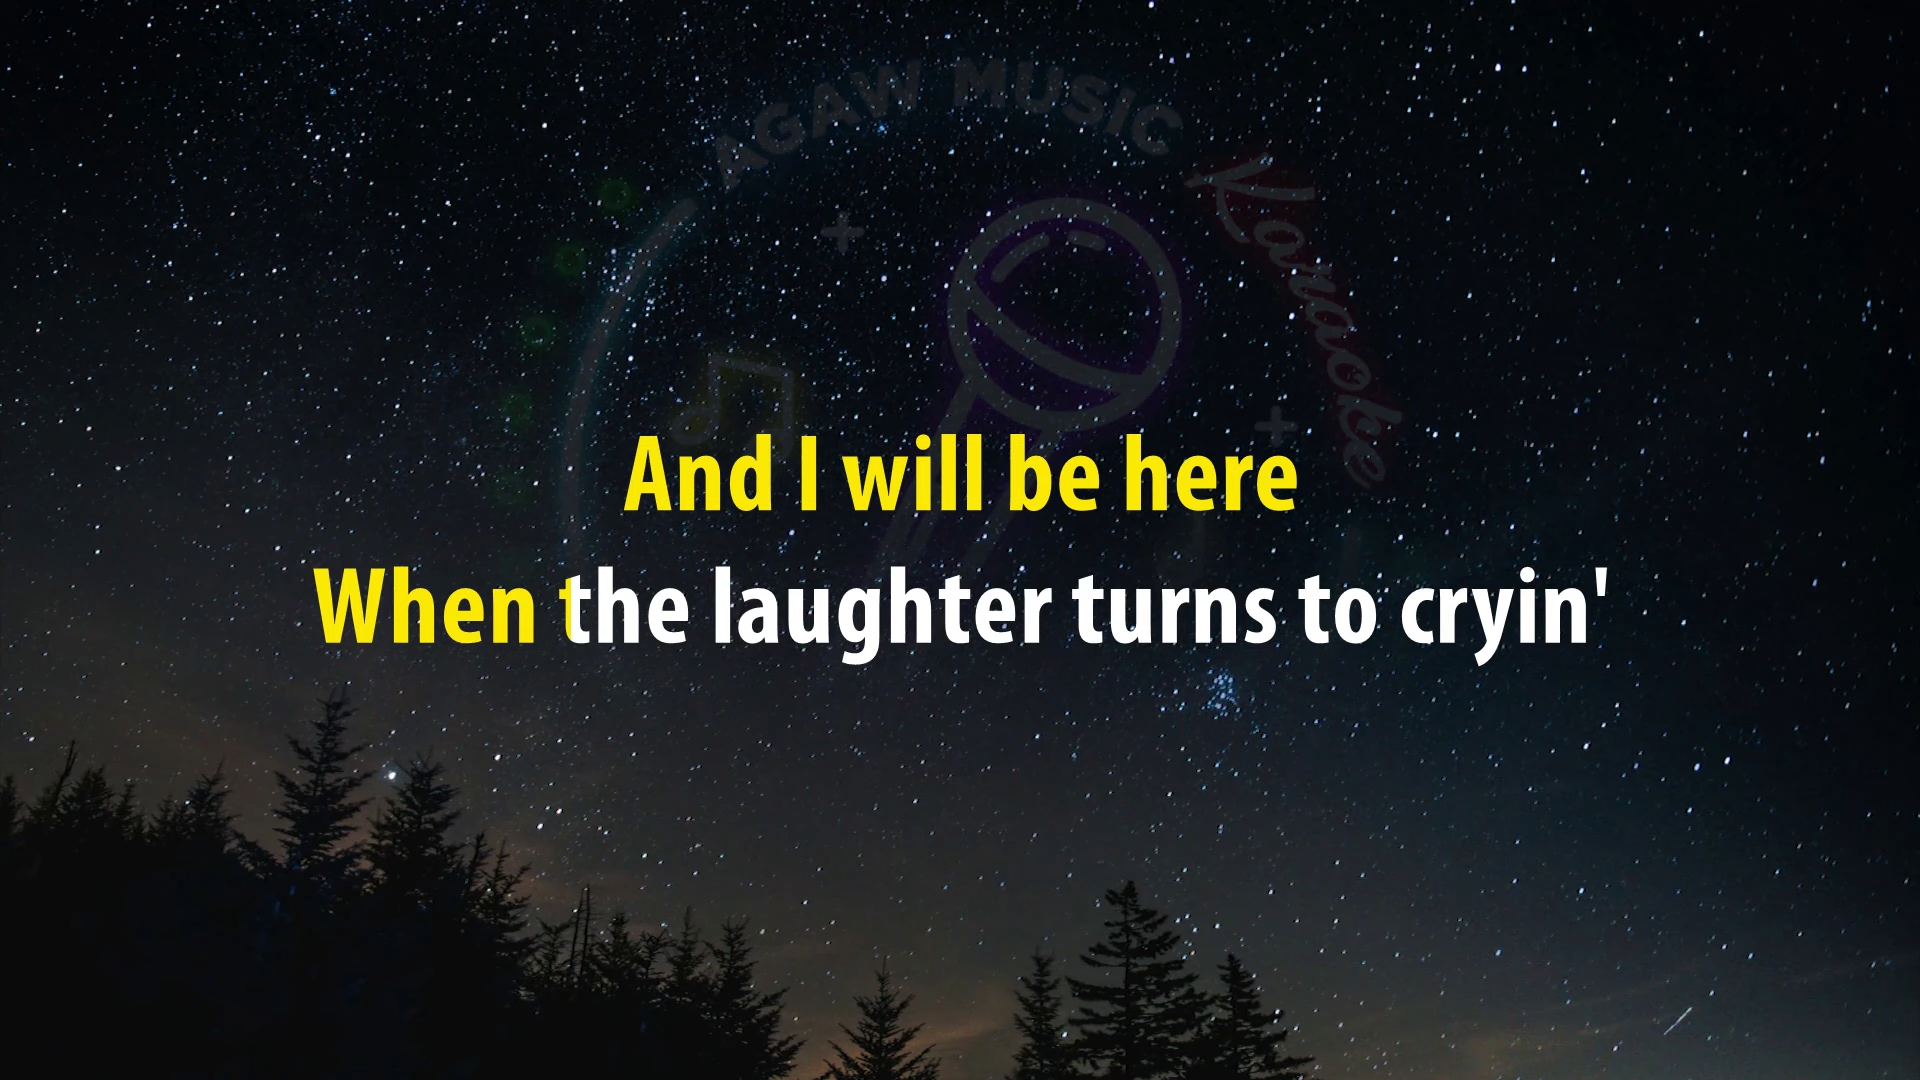 AGAW MUSIC
Karaoke
And I will be here
When the laughter turns to cryin'